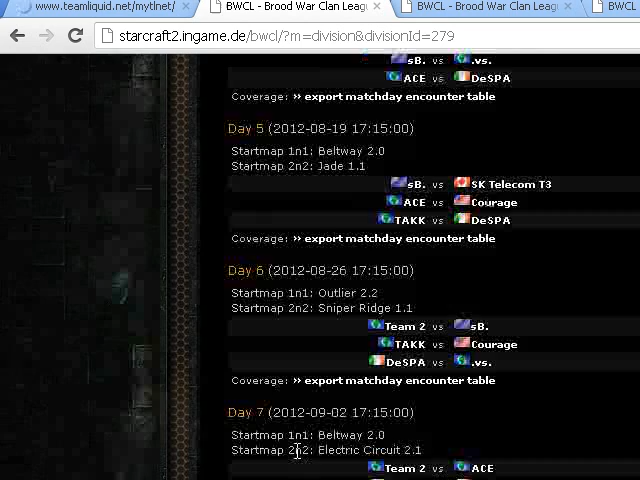 www.teamliquid.net/mytlnet/
BWCL - Brood War Clan Leag
BWCL - Brood War Clan Leag
BWCL
starcraft2.ingame.de/bwcl/?m=division&divisionId=279
sB. vs .vs.
ACE vs DeSPA
Coverage: » export matchday encounter table
Day 5 (2012-08-19 17:15:00)
Startmap 1n1: Beltway 2.0
Startmap 2n2: Jade 1.1
sB. vs SK Telecom T3
ACE vs Courage
TAKK vs DeSPA
Coverage: » export matchday encounter table
Day 6 (2012-08-26 17:15:00)
Startmap 1n1: Outlier 2.2
Startmap 2n2: Sniper Ridge 1.1
Team 2 vs sB.
TAKK vs Courage
DeSPA vs .vs.
Coverage: » export matchday encounter table
Day 7 (2012-09-02 17:15:00)
Startmap 1n1: Beltway 2.0
Startmap 2n2: Electric Circuit 2.1
Team 2 vs ACE